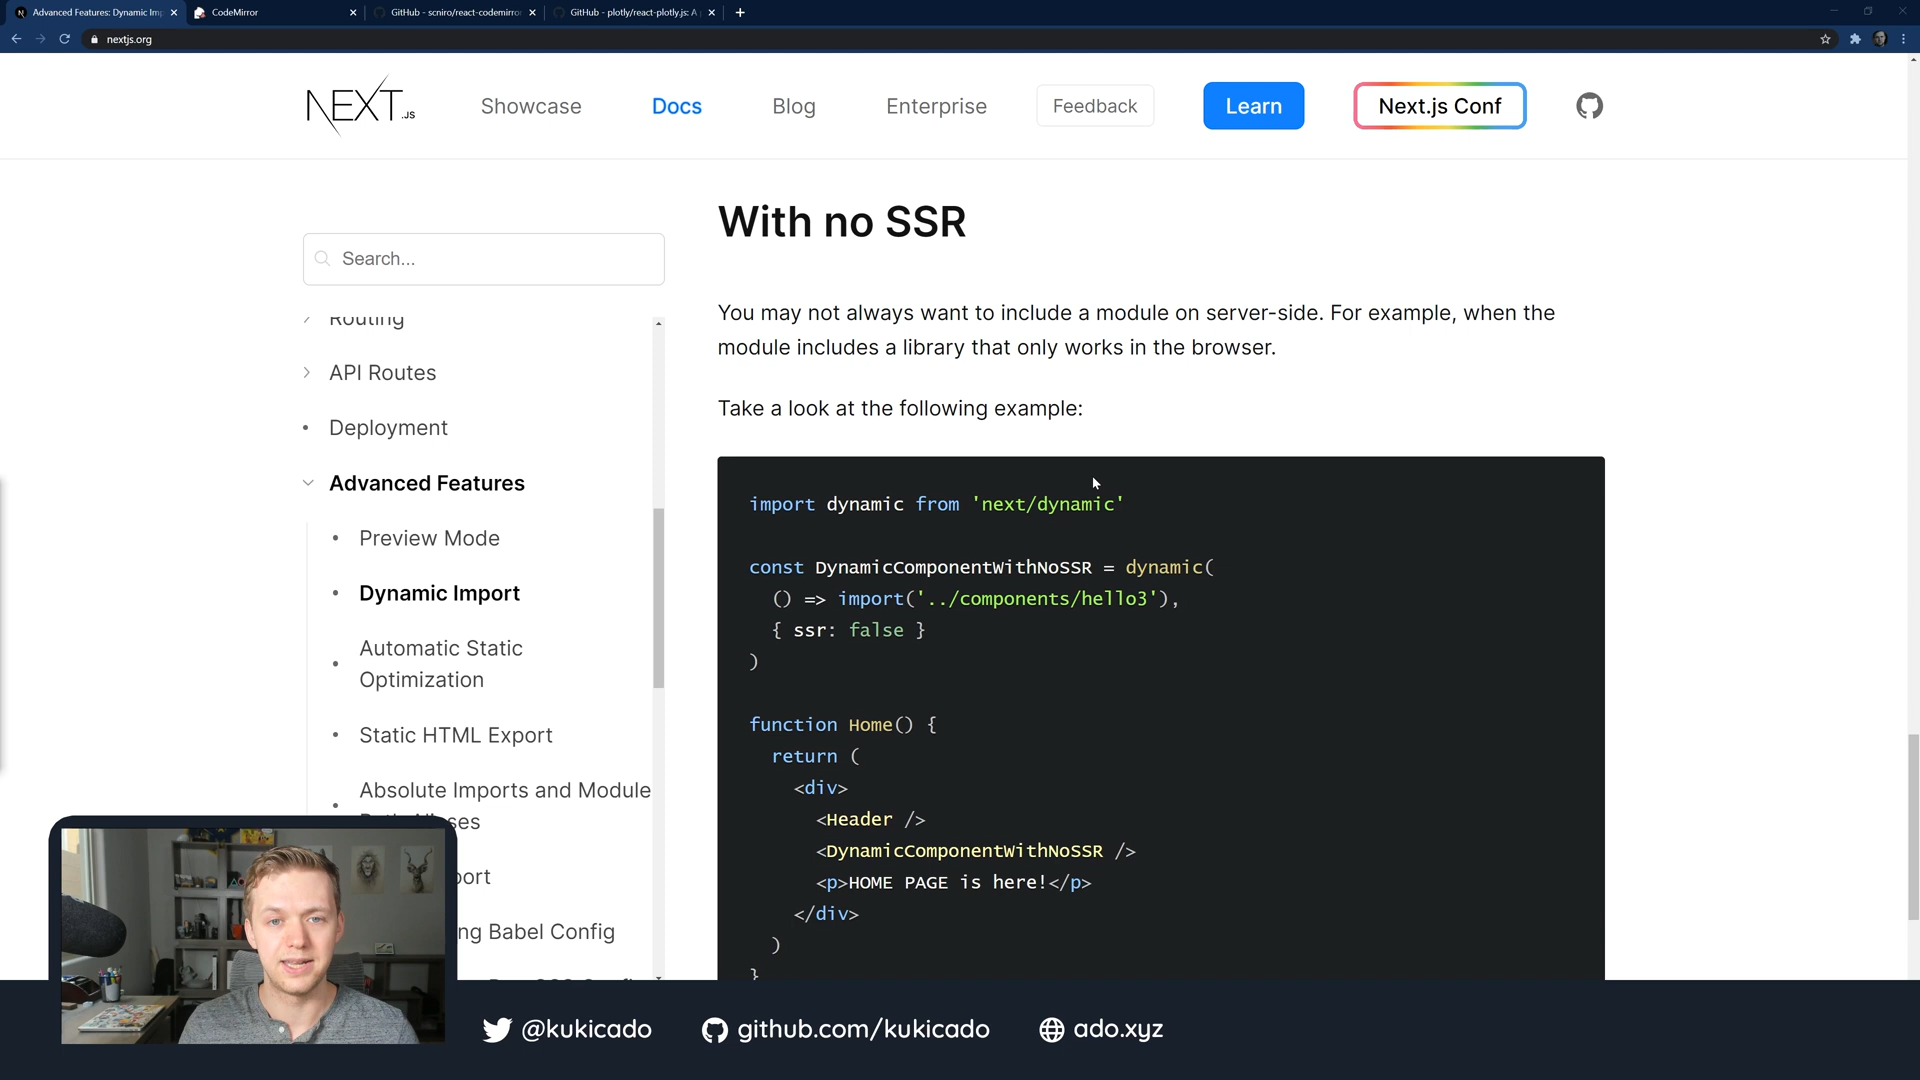 Advanced Features: Dynamic Im
CodeMirror
GitHub - scniro/react-codemirror
GitHub - plotly/react-plotly.js: A
nextjs.org
NEXT.JS
Showcase
Docs
Blog
Enterprise
Feedback
Learn
Next.js Conf
Search...
Routing
API Routes
Deployment
Advanced Features
Preview Mode
Dynamic Import
Automatic Static
Optimization
Static HTML Export
Absolute Imports and Module
ses
port
ng Babel Config
With no SSR
You may not always want to include a module on server-side. For example, when the
module includes a library that only works in the browser.
Take a look at the following example:
import dynamic from 'next/dynamic'
const DynamicComponentWithNoSSR = dynamic(
() => import('../components/hello3'),
{ ssr: false }
)
function Home() {
return (
<div>
<Header />
<DynamicComponentWithNoSSR />
<p>HOME PAGE is here!</p>
</div>
)
}
@kukicado
github.com/kukicado
ado.xyz